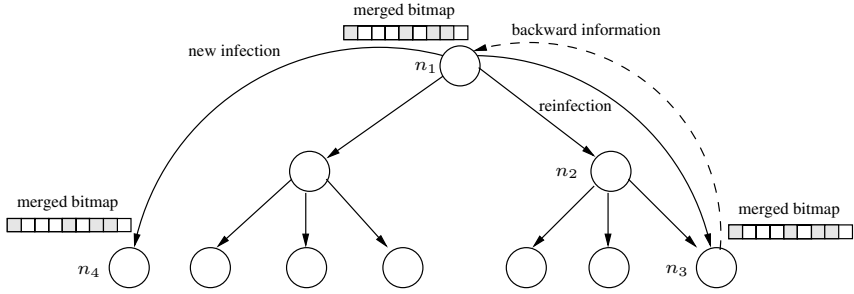 merged bitmap
backward information
new infection
n1
reinfection
n2
merged bitmap
merged bitmap
n4
n3